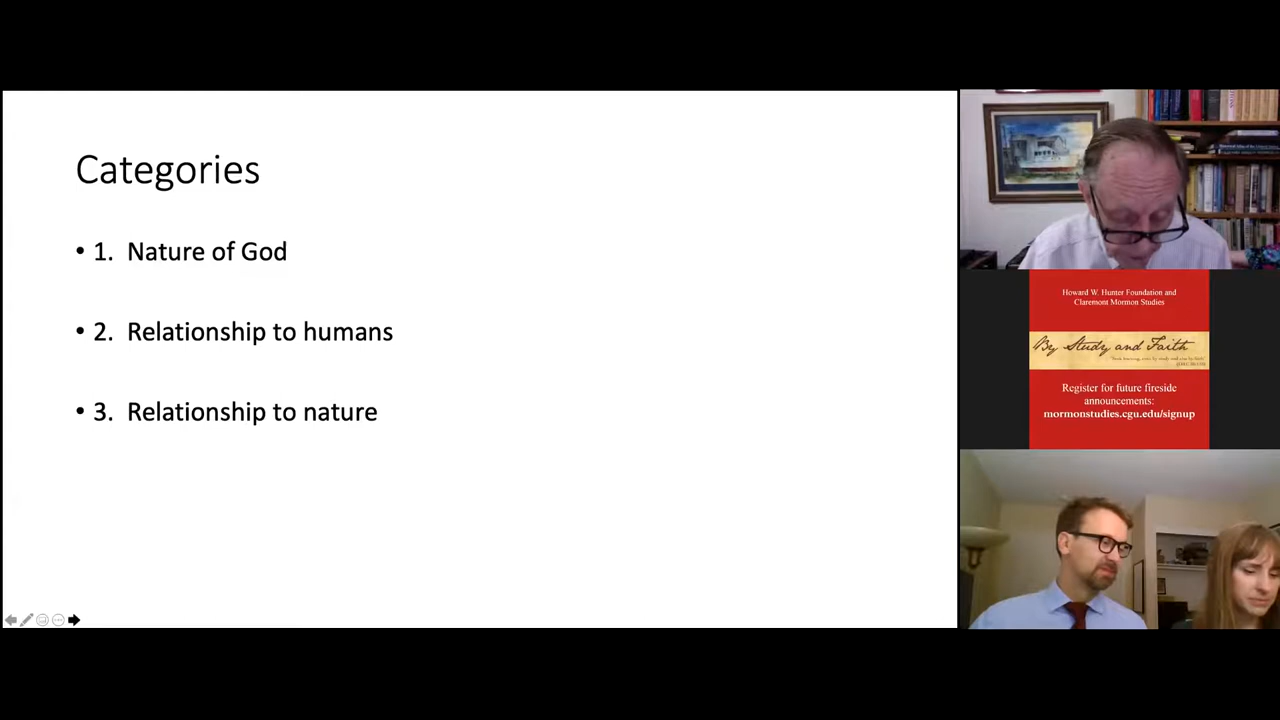 Categories
• 1. Nature of God
• 2. Relationship to humans
• 3. Relationship to nature
Howard W. Hunter Foundation and
Claremont Mormon Studies
By Study and Faith
Register for future fireside
announcements:
mormonstudies.cgu.edu/signup